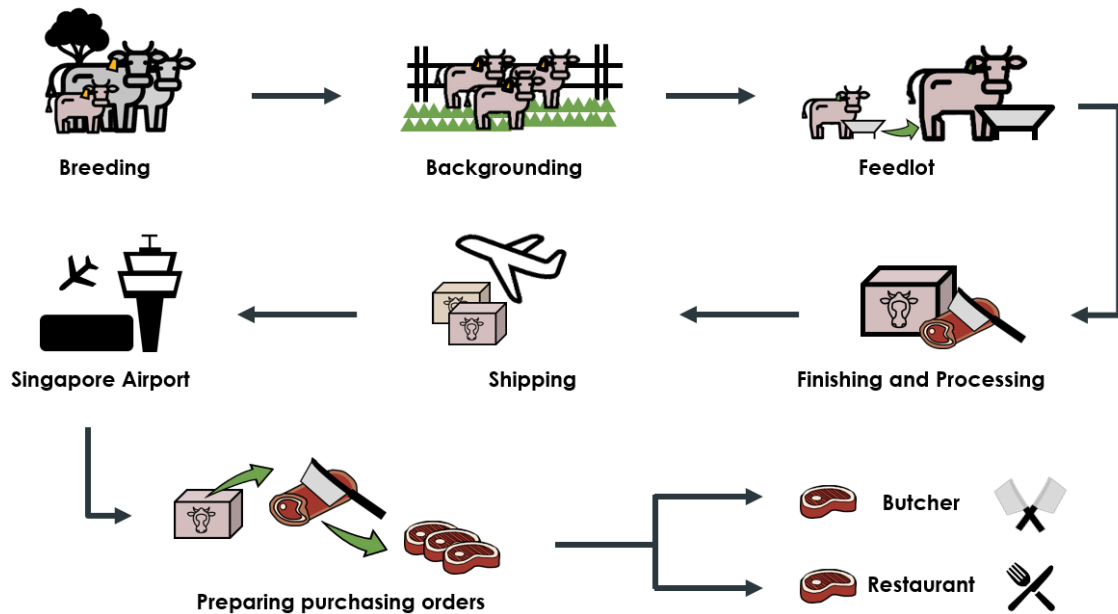 Breeding
Backgrounding
Feedlot
Singapore Airport
Shipping
Finishing and Processing
Preparing purchasing orders
Butcher
Restaurant